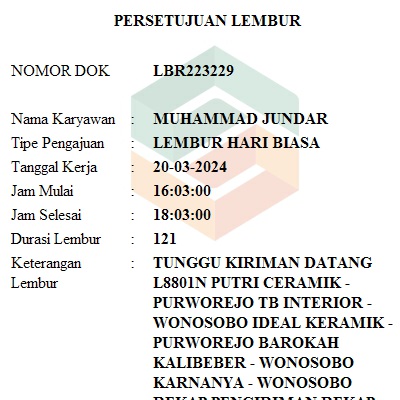 PERSETUJUAN LEMBUR
NOMOR DOK LBR223229
Nama Karyawan : MUHAMMAD JUNDAR
Tipe Pengajuan : LEMBUR HARI BIASA
Tanggal Kerja : 20-03-2024
Jam Mulai : 16:03:00
Jam Selesai : 18:03:00
Durasi Lembur : 121
Keterangan : TUNGGU KIRIMAN DATANG
Lembur L8801N PUTRI CERAMIK -
PURWOREJO TB INTERIOR -
WONOSOBO IDEAL KERAMIK -
PURWOREJO BAROKAH
KALIBEBER - WONOSOBO
KARNANYA - WONOSOBO